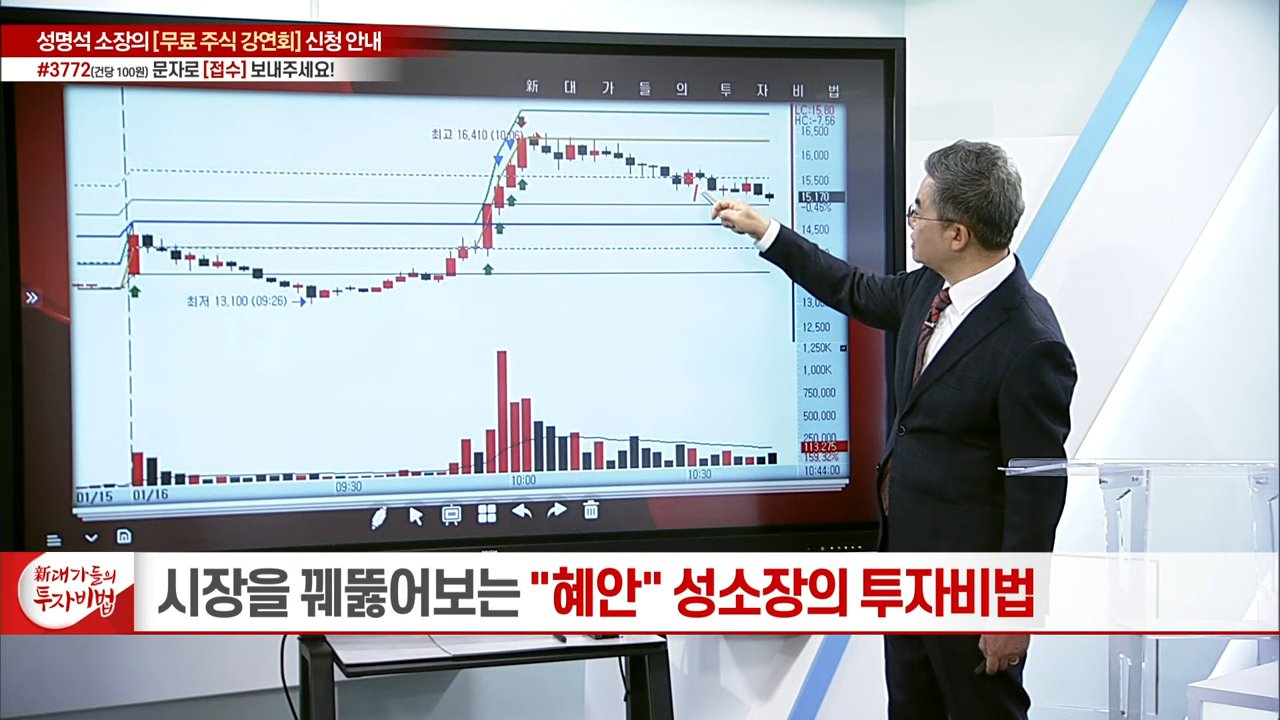 성명석 소장의 [무료 주식 강연회] 신청 안내
#3772(건당 100원) 문자로 [접수] 보내주세요!
新 대가들의 투자비법
LC:15,80
HC:-7,56
최고 16,410 (10:06)
16,500
16,000
15,500
15,170
-0,46%
14,500
최저 13,100 (09:26)
12,500
1,250K
1,000K
750,000
500,000
250,000
113,275
159,32%
01/15 01/16 09:30 10:00 10:30 10:44:00
新대가들의
투자비법
시장을 꿰뚫어보는 "혜안" 성소장의 투자비법